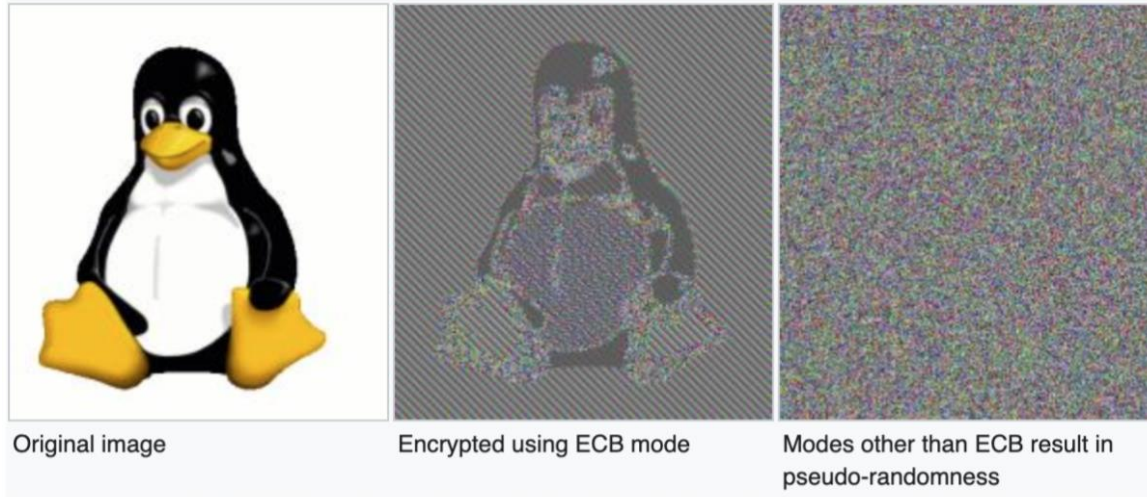 Original image
Encrypted using ECB mode
Modes other than ECB result in
pseudo-randomness